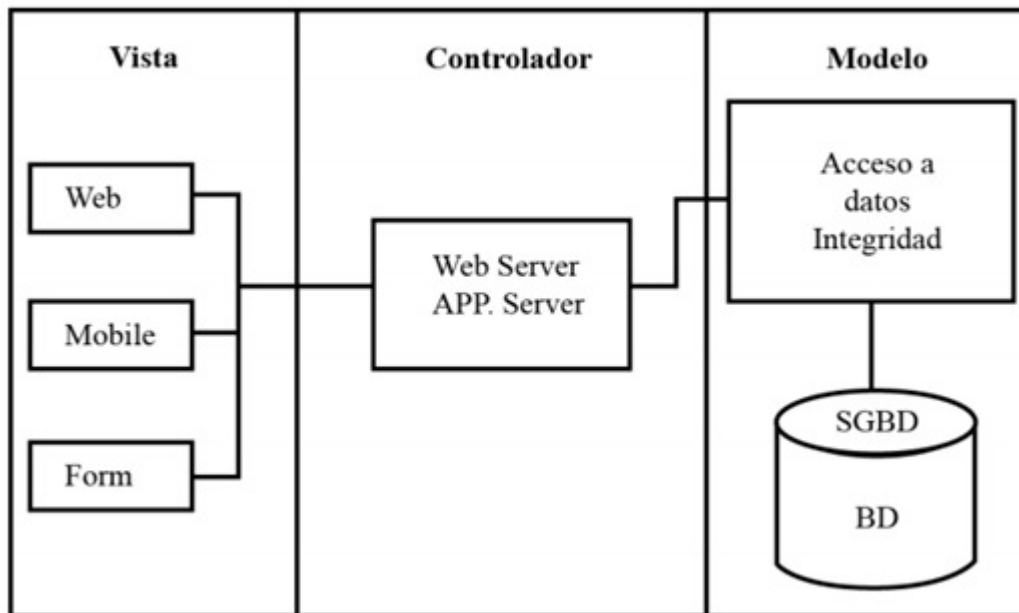 Vista
Controlador
Modelo
Web
Mobile
Form
Web Server
APP. Server
Acceso a
datos
Integridad
SGBD
BD